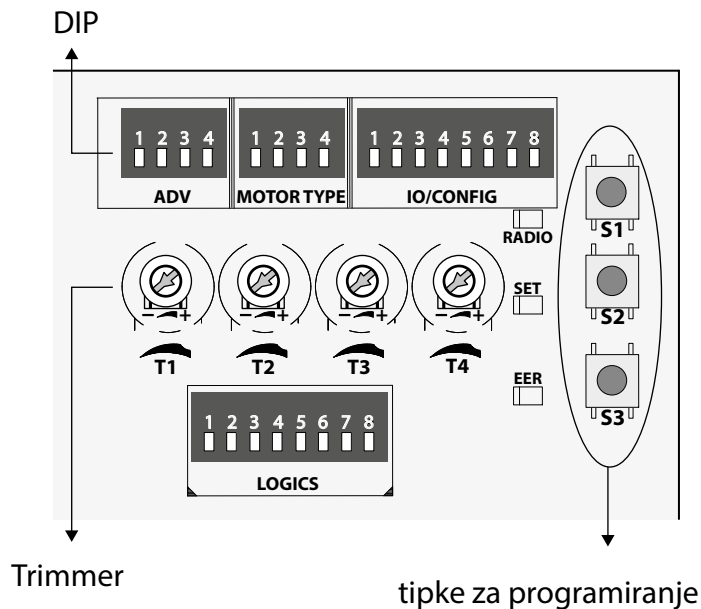 DIP
1 2 3 4
1 2 3 4
1 2 3 4 5 6 7 8
ADV
MOTOR TYPE
IO/CONFIG
RADIO
S1
SET
S2
- +
- +
- +
- +
T1
T2
T3
T4
EER
S3
1 2 3 4 5 6 7 8
LOGICS
Trimmer
tipke za programiranje